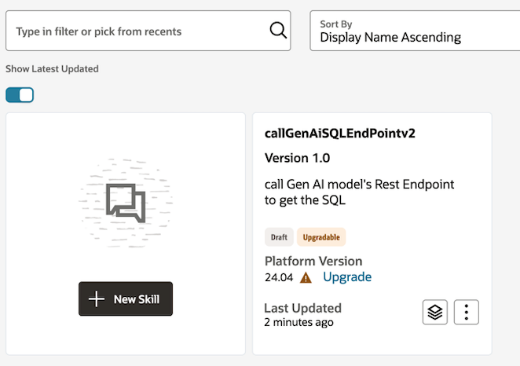 Type in filter or pick from recents
Sort By
Display Name Ascending
Show Latest Updated
New Skill
callGenAiSQLEndPointv2
Version 1.0
call Gen AI model's Rest Endpoint
to get the SQL
Draft Upgradable
Platform Version
24.04 Upgrade
Last Updated
2 minutes ago